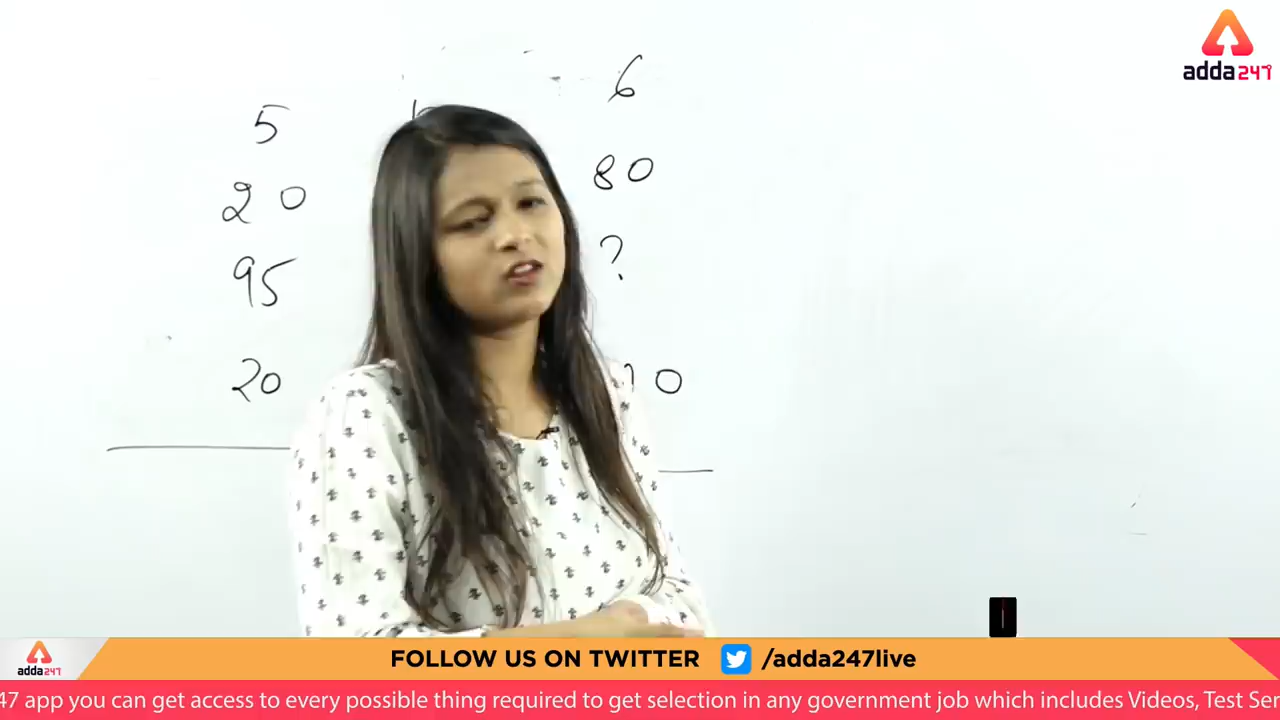 adda247
5 6
20 80
95 ?
20 0
adda247
FOLLOW US ON TWITTER /adda247live
47 app you can get access to every possible thing required to get selection in any government job which includes Videos, Test Ser